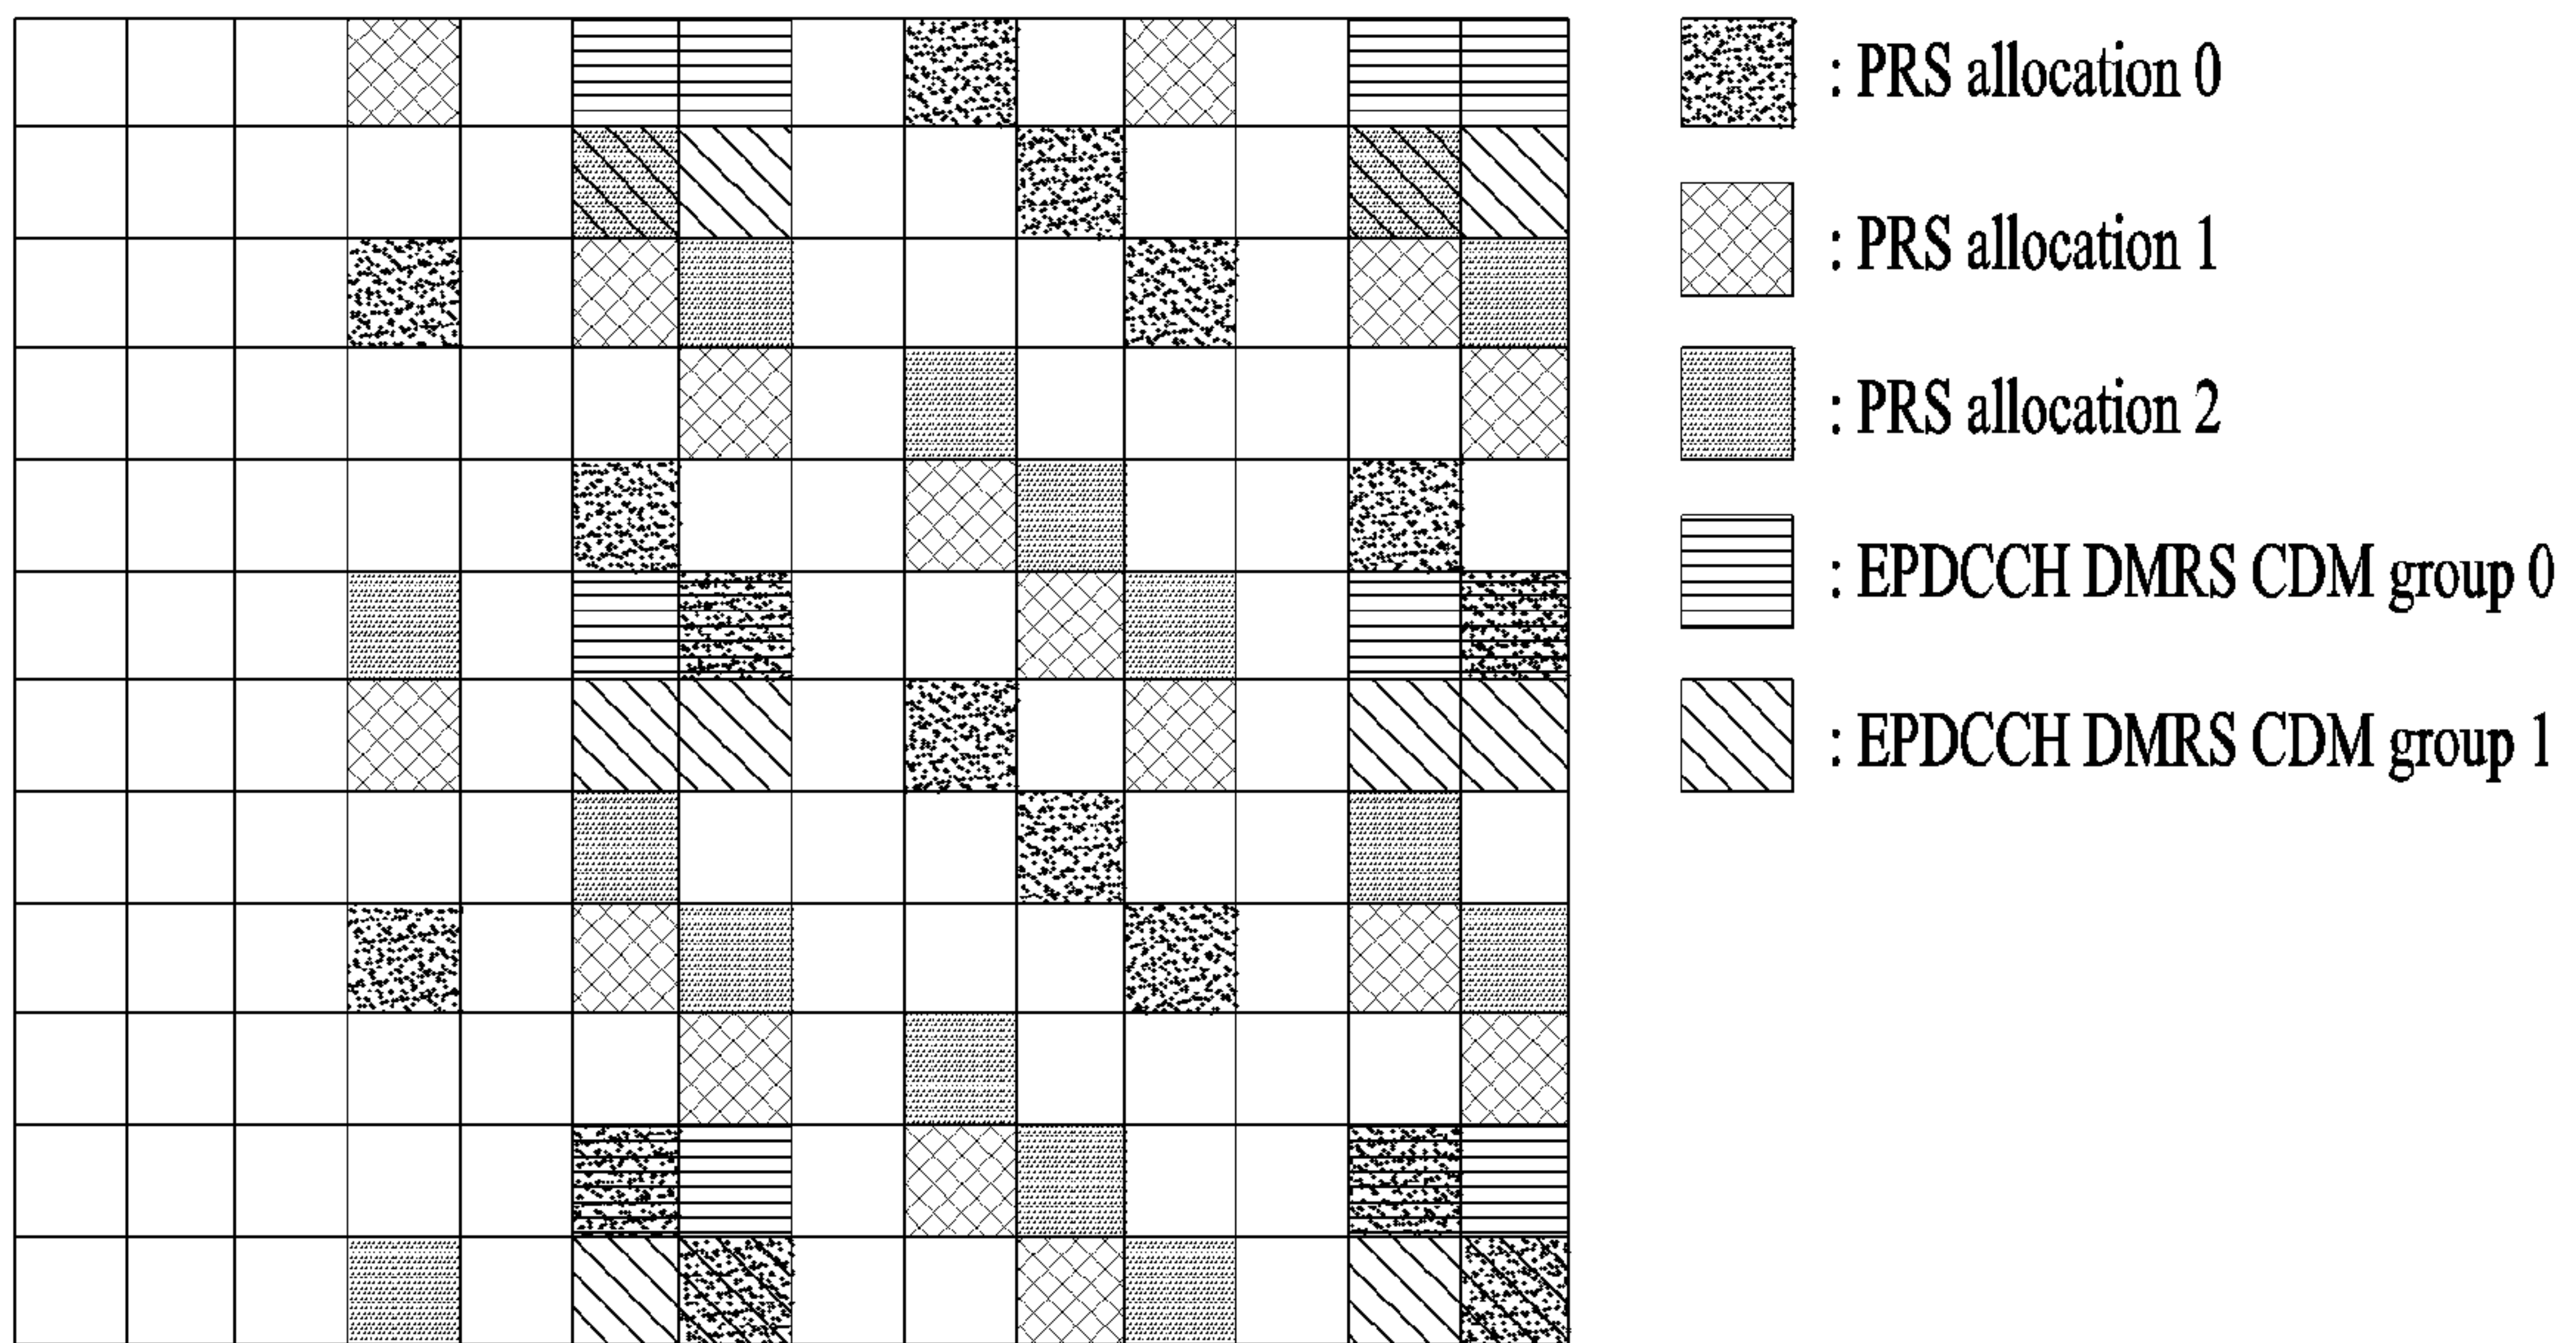 : PRS allocation 0
: PRS allocation 1
: PRS allocation 2
: EPDCCH DMRS CDM group 0
: EPDCCH DMRS CDM group 1